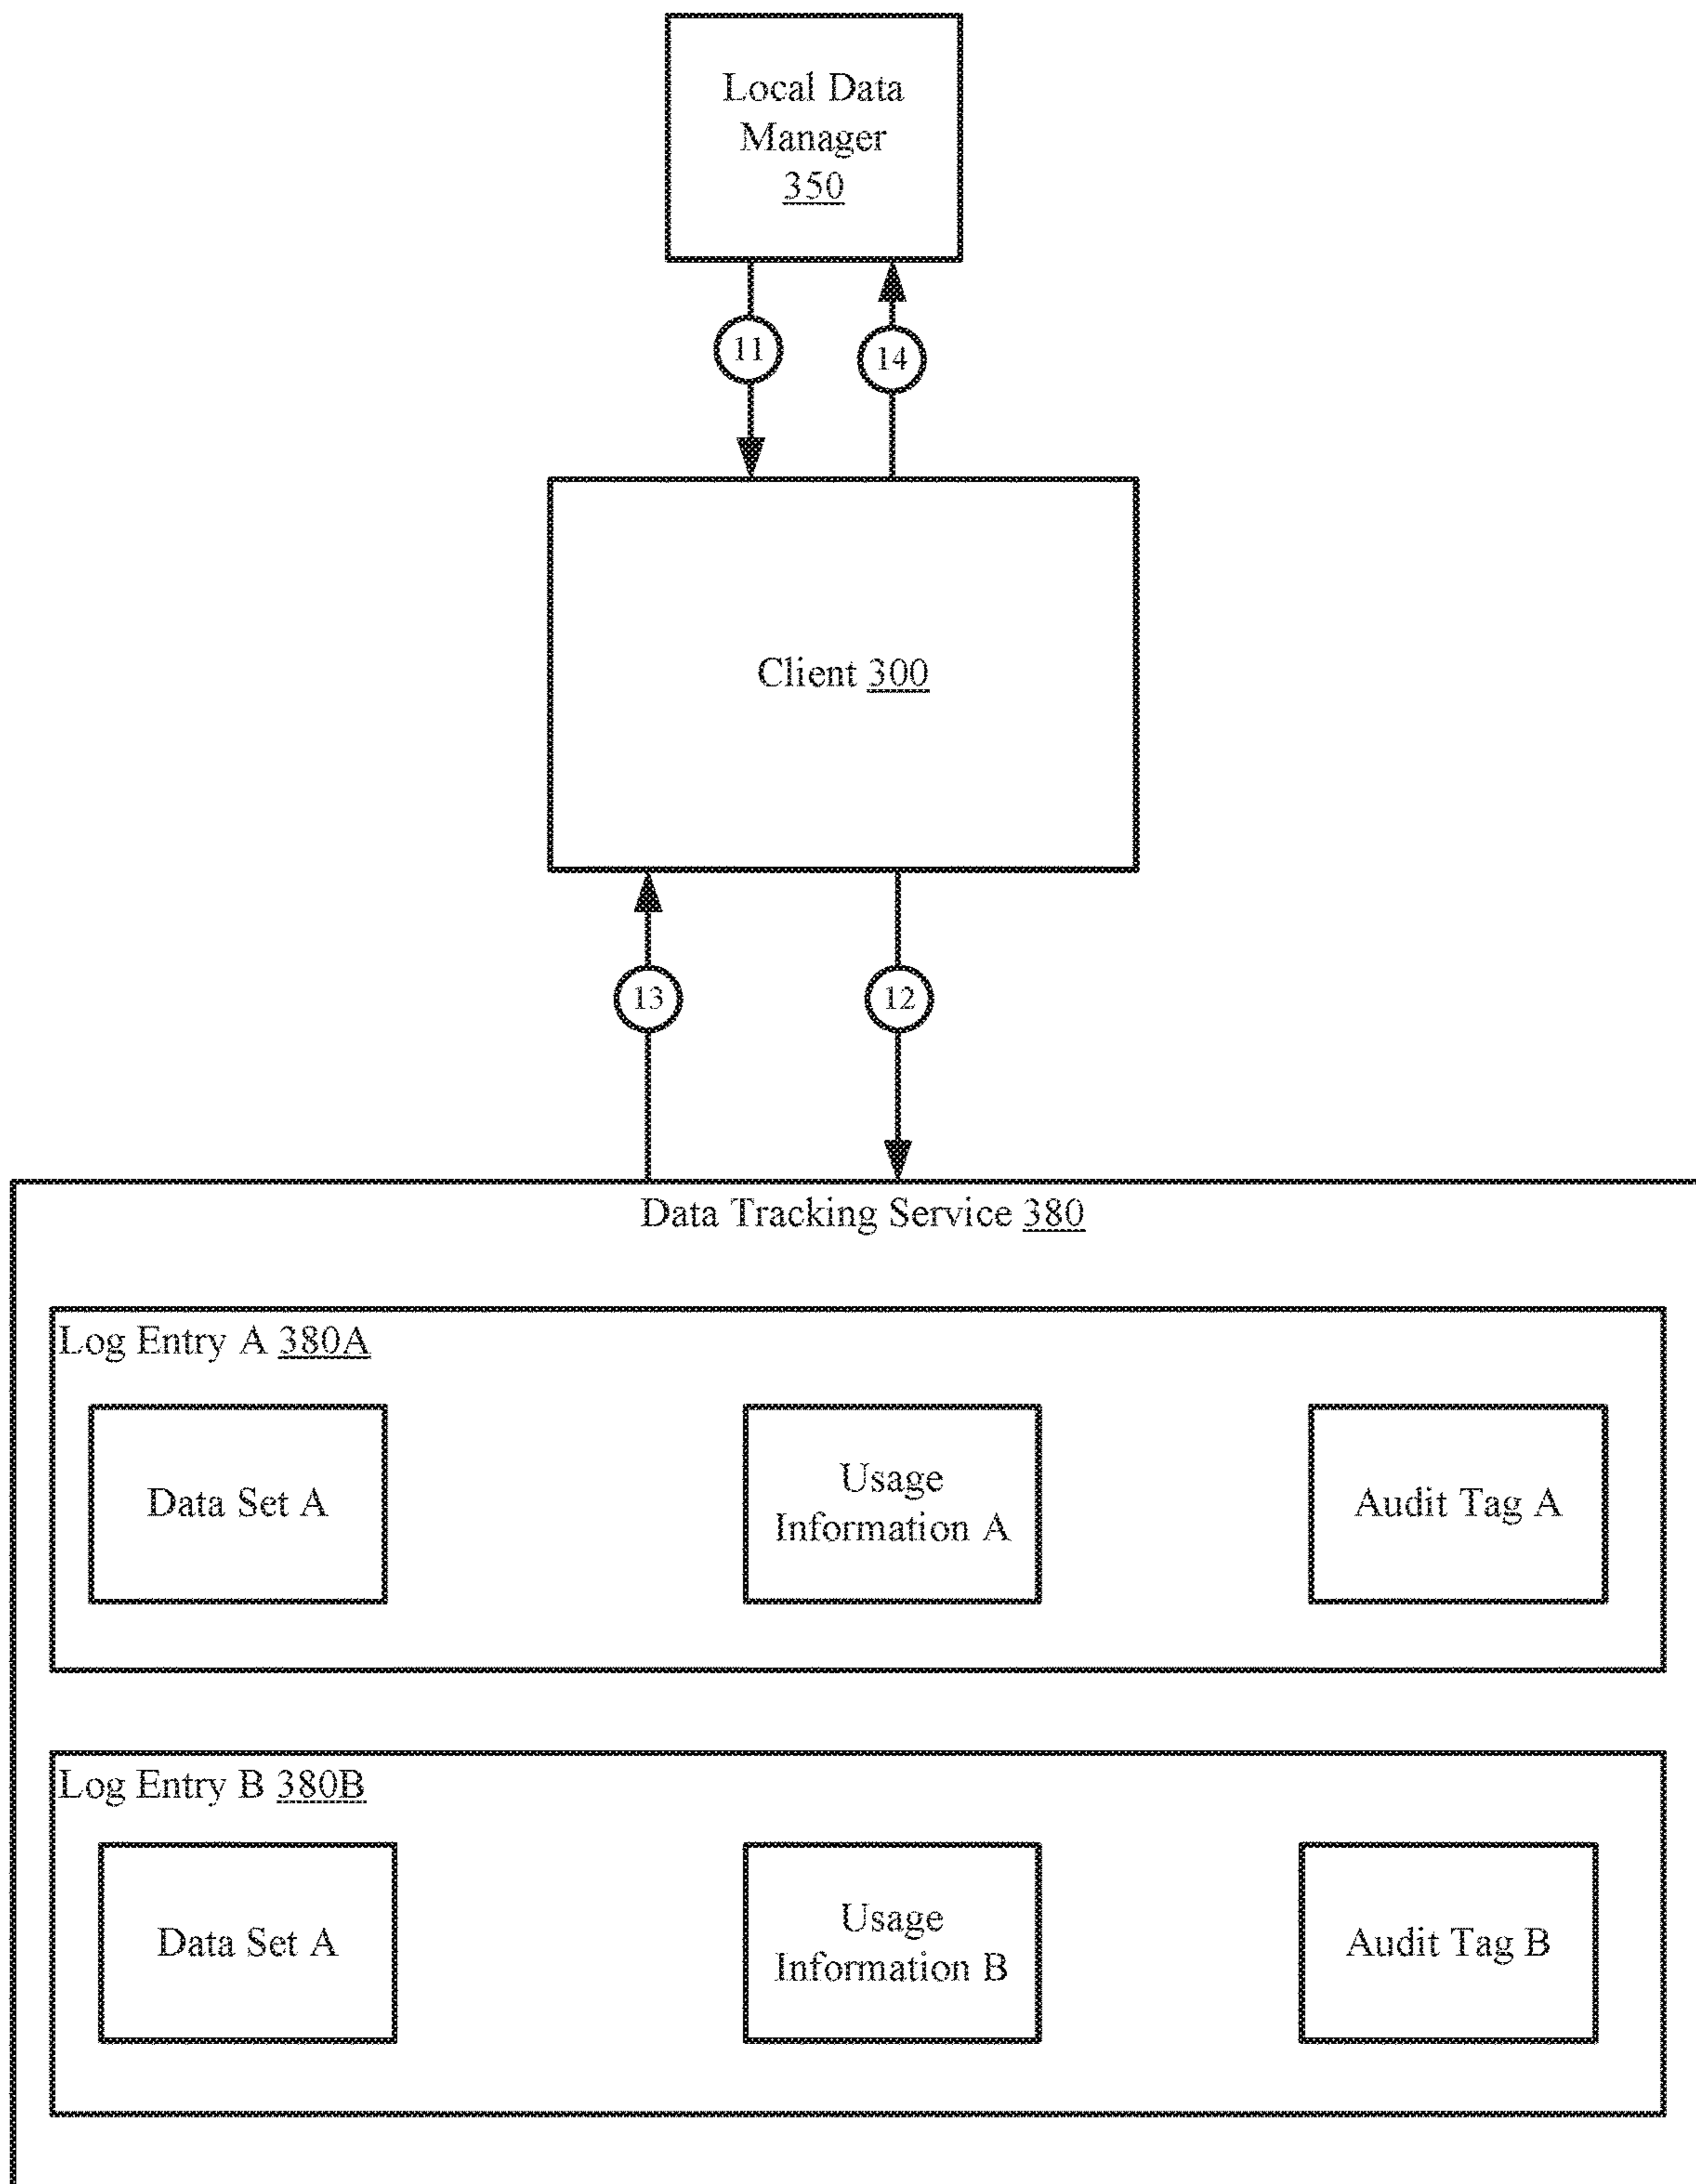 Local Data
Manager
350
11
14
Client 300
13
12
Data Tracking Service 380
Log Entry A 380A
Data Set A
Usage
Information A
Audit Tag A
Log Entry B 380B
Data Set A
Usage
Information B
Audit Tag B